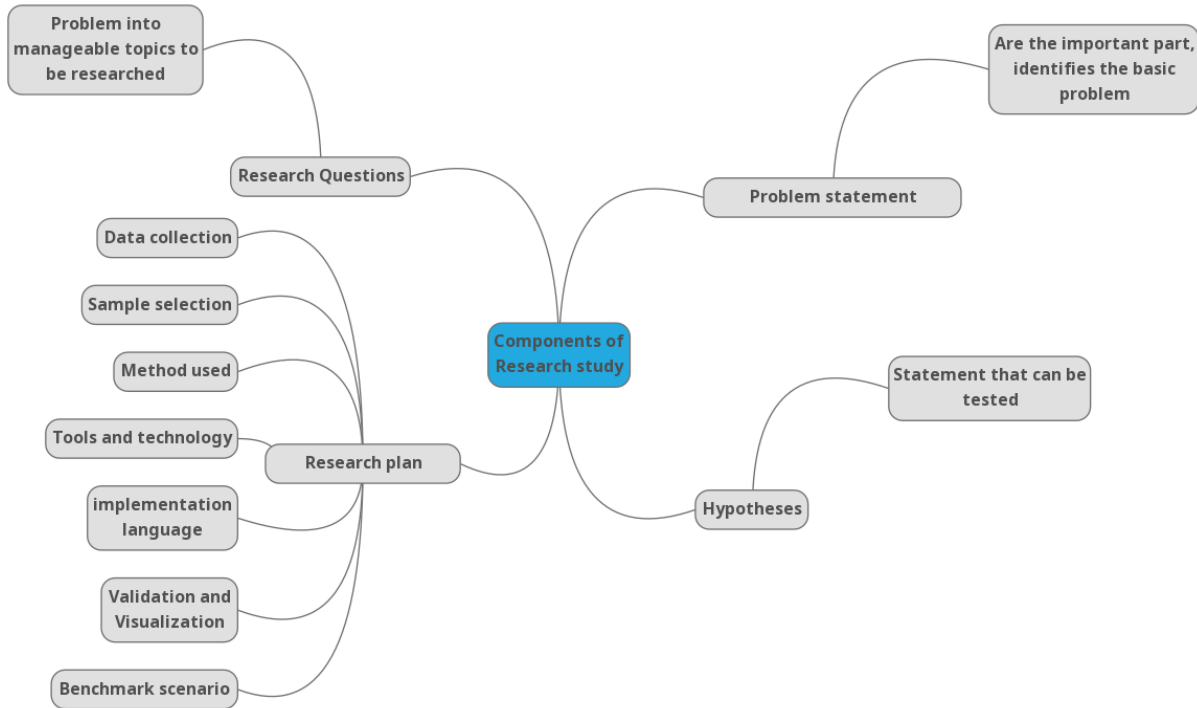 Problem into
manageable topics to
be researched
Are the important part,
identifies the basic
problem
Research Questions
Problem statement
Data collection
Sample selection
Components of
Research study
Method used
Statement that can be
tested
Tools and technology
Research plan
implementation
language
Hypotheses
Validation and
Visualization
Benchmark scenario